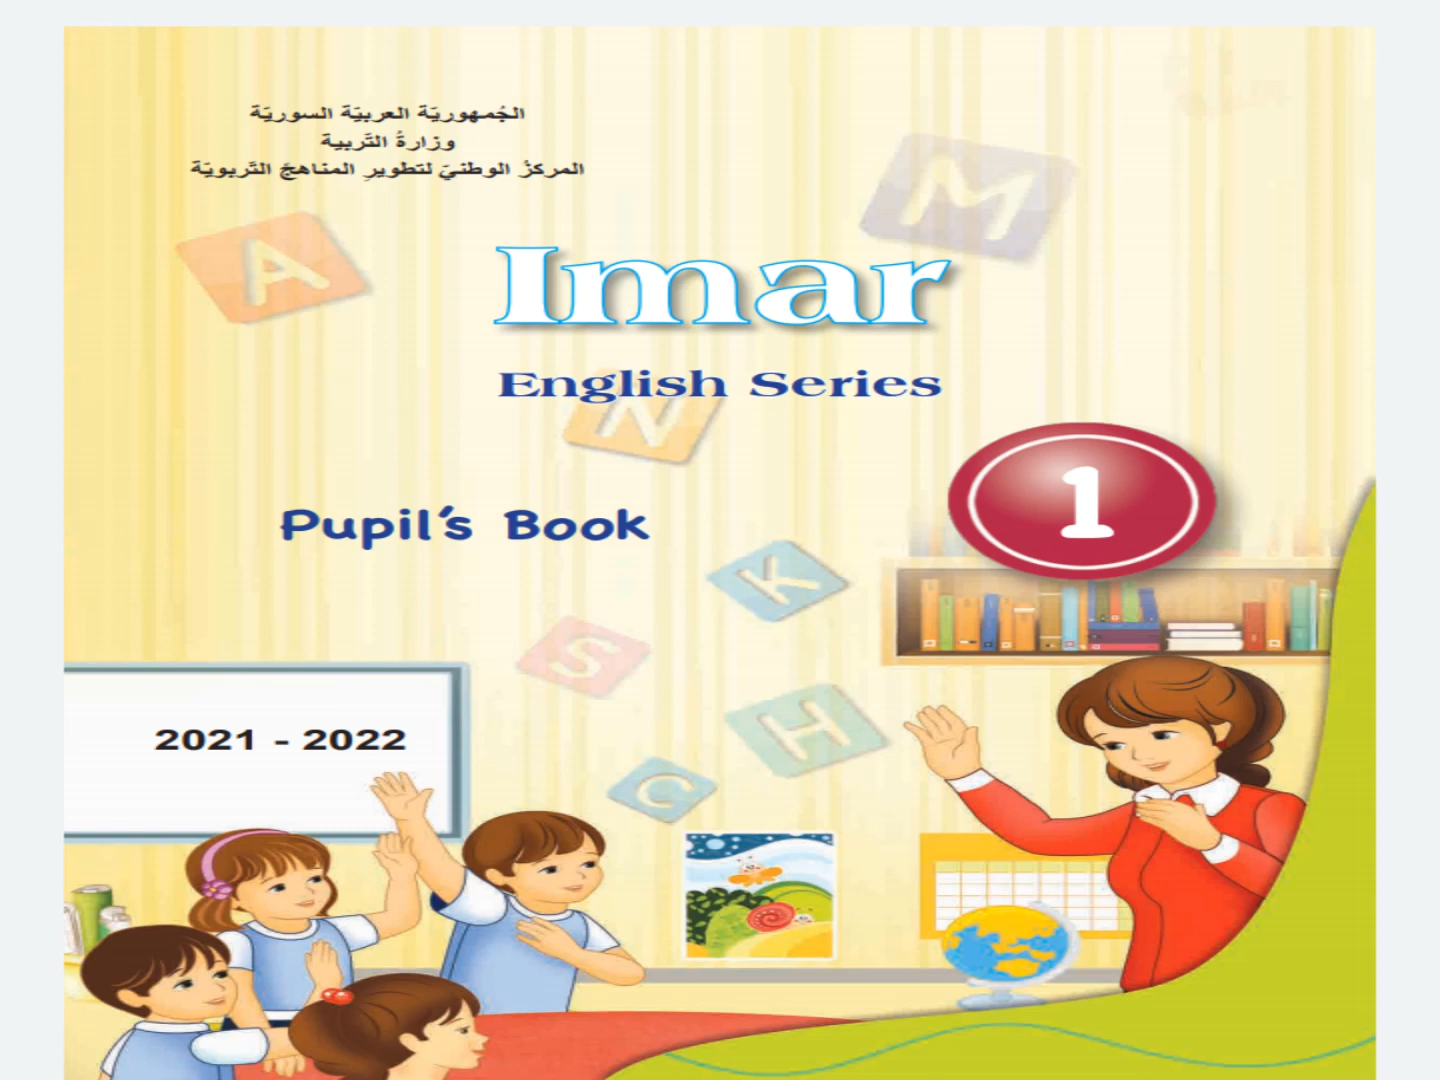 الجُمهوريّة العربيّة السوريّة
وزارةُ التّربية
المركزُ الوطنيّ لتطويرِ المناهجَ التّربويّة
A
M
Imar
English Series
N
1
Pupil's Book
K
S
H
2021 - 2022
C